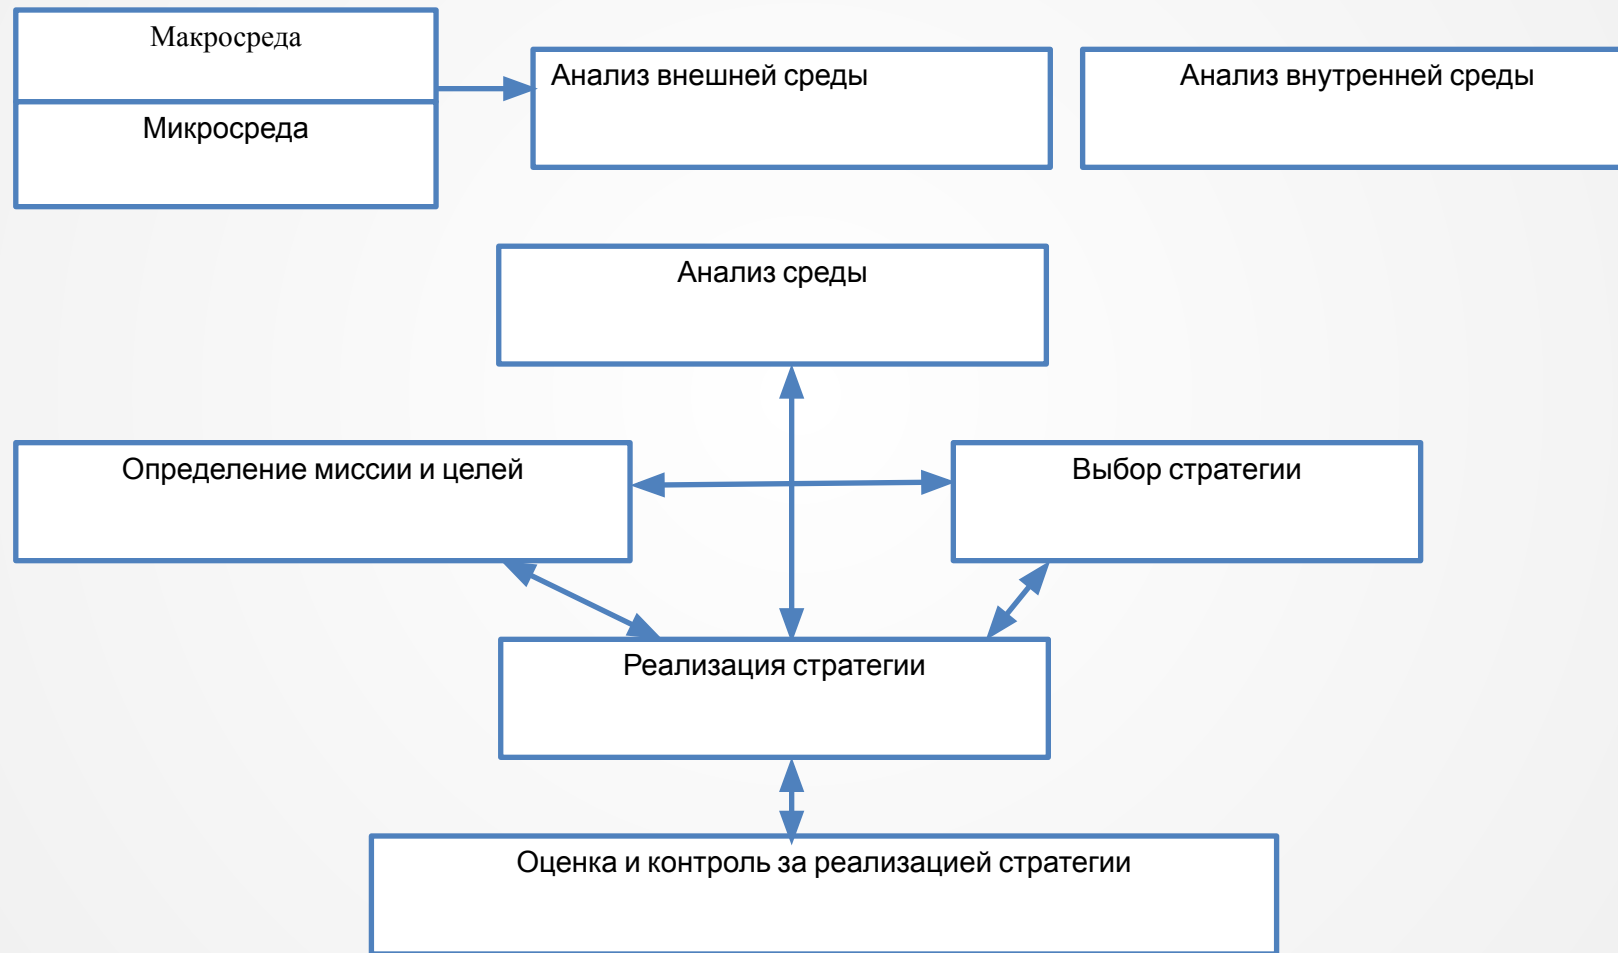 Макросреда
Микросреда
Анализ внешней среды
Анализ внутренней среды
Анализ среды
Определение миссии и целей
Выбор стратегии
Реализация стратегии
Оценка и контроль за реализацией стратегии